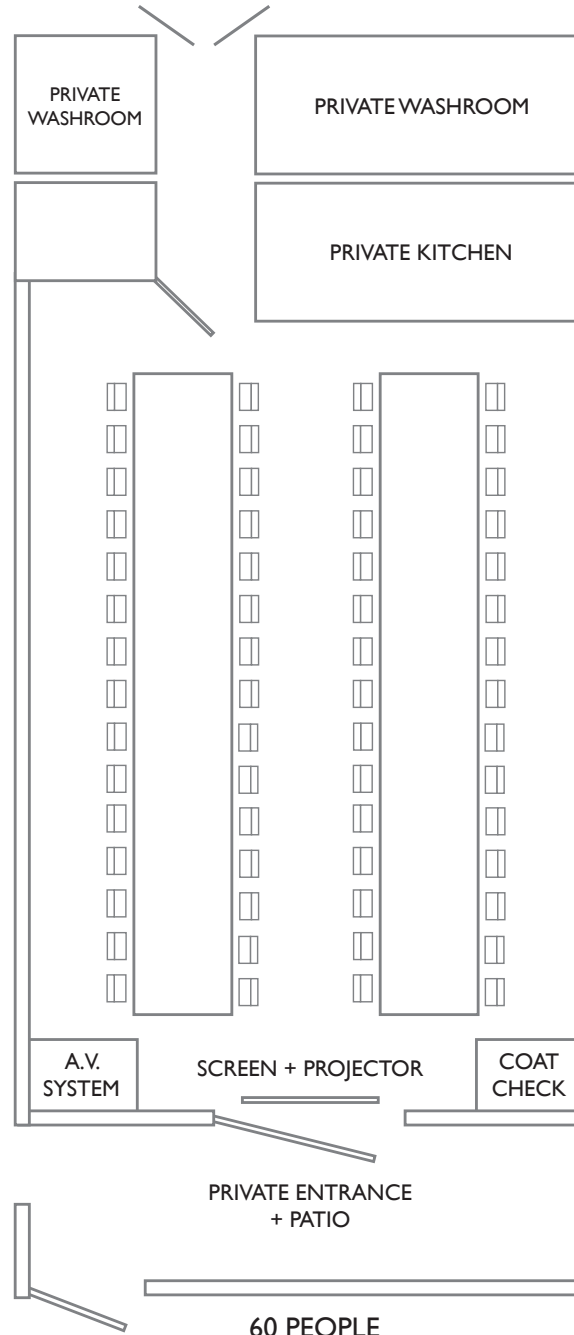 PRIVATE
WASHROOM
PRIVATE WASHROOM
PRIVATE KITCHEN
A.V.
SYSTEM
SCREEN + PROJECTOR
COAT
CHECK
PRIVATE ENTRANCE
+ PATIO
60 PEOPLE